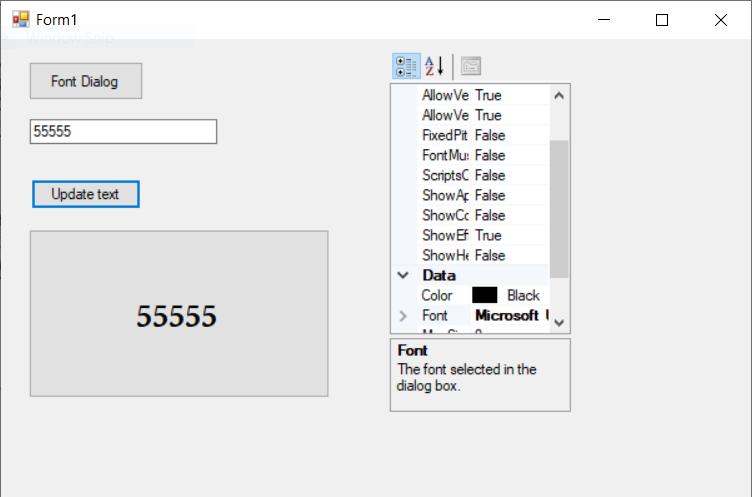 Form1
Window Snip
Font Dialog
55555
Update text
55555
AllowVe True
AllowVe True
FixedPit False
FontMus False
ScriptsC False
ShowAp False
ShowCo False
ShowEff True
ShowHe False
Data
Color Black
Font Microsoft
Font
The font selected in the
dialog box.